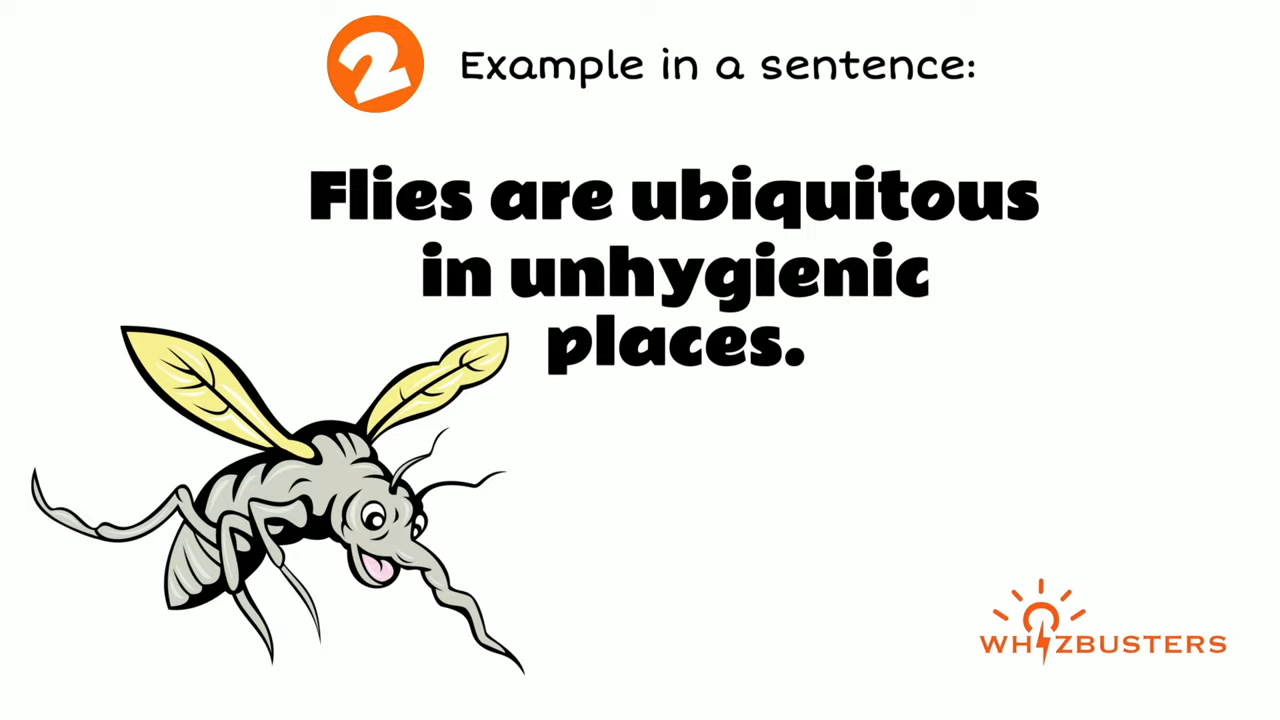 2 Example in a sentence:
Flies are ubiquitous
in unhygienic
places.
WHIZBUSTERS